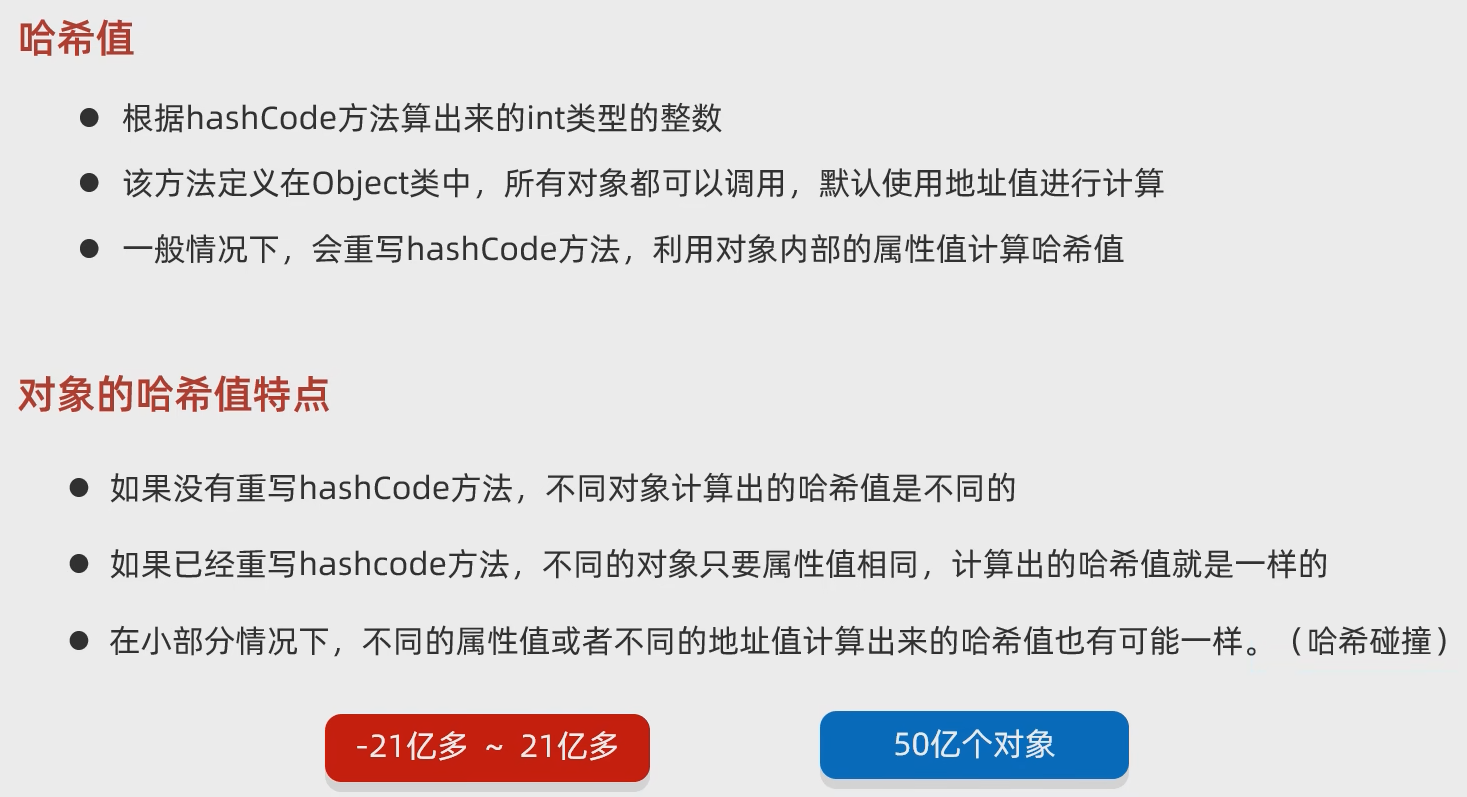 哈希值
● 根据hashCode方法算出来的int类型的整数
● 该方法定义在Object类中，所有对象都可以调用，默认使用地址值进行计算
● 一般情况下，会重写hashCode方法，利用对象内部的属性值计算哈希值
对象的哈希值特点
● 如果没有重写hashCode方法，不同对象计算出的哈希值是不同的
● 如果已经重写hashcode方法，不同的对象只要属性值相同，计算出的哈希值就是一样的
● 在小部分情况下，不同的属性值或者不同的地址值计算出来的哈希值也有可能一样。（哈希碰撞）
-21亿多 ~ 21亿多
50亿个对象